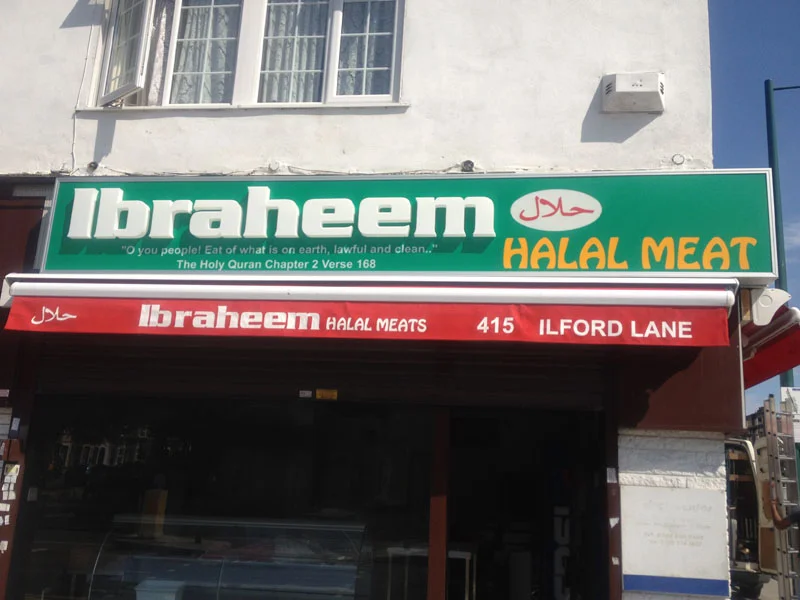 Ibraheem
حلال
"O you people! Eat of what is on earth, lawful and clean.."
The Holy Quran Chapter 2 Verse 168
HALAL MEAT
حلال Ibraheem HALAL MEATS 415 ILFORD LANE